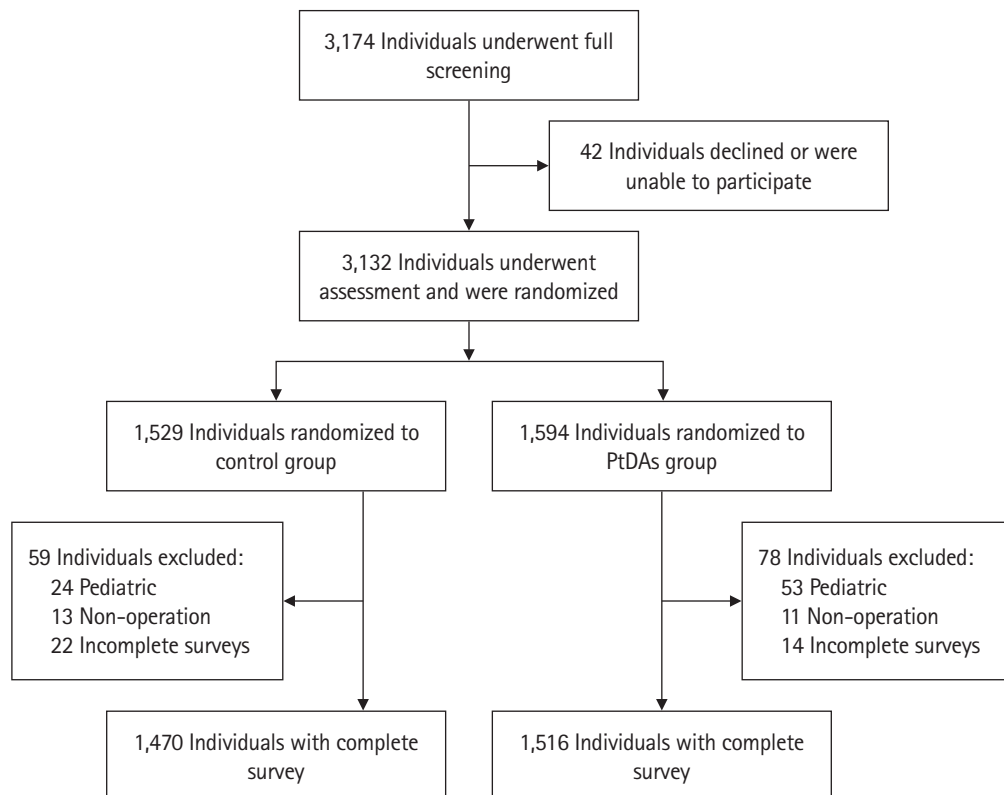 3,174 Individuals underwent full
screening
42 Individuals declined or were
unable to participate
3,132 Individuals underwent
assessment and were randomized
1,529 Individuals randomized to
control group
1,594 Individuals randomized to
PtDAs group
59 Individuals excluded:
24 Pediatric
13 Non-operation
22 Incomplete surveys
78 Individuals excluded:
53 Pediatric
11 Non-operation
14 Incomplete surveys
1,470 Individuals with complete
survey
1,516 Individuals with complete
survey